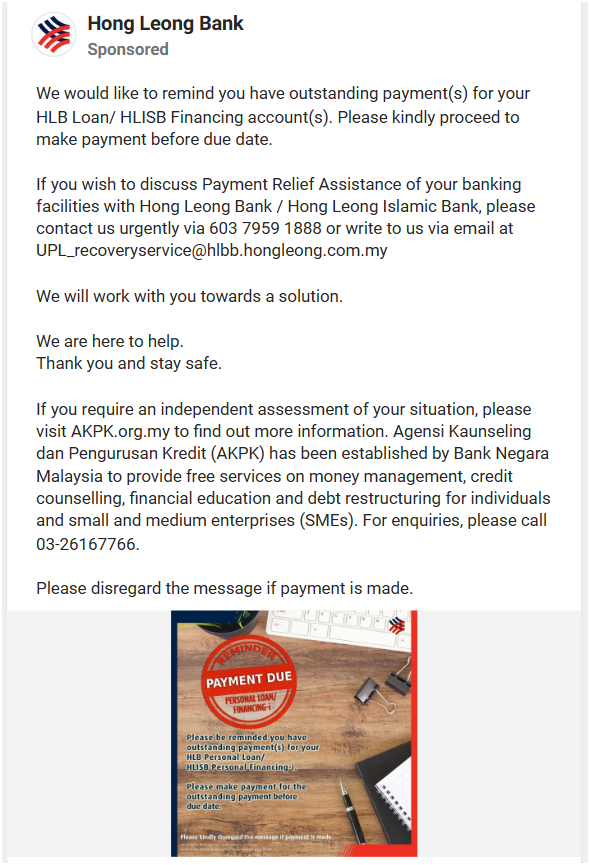 Hong Leong Bank
Sponsored
We would like to remind you have outstanding payment(s) for your
HLB Loan/ HLISB Financing account(s). Please kindly proceed to
make payment before due date.
If you wish to discuss Payment Relief Assistance of your banking
facilities with Hong Leong Bank / Hong Leong Islamic Bank, please
contact us urgently via 603 7959 1888 or write to us via email at
UPL_recoveryservice@hlbb.hongleong.com.my
We will work with you towards a solution.
We are here to help.
Thank you and stay safe.
If you require an independent assessment of your situation, please
visit AKPK.org.my to find out more information. Agensi Kaunseling
dan Pengurusan Kredit (AKPK) has been established by Bank Negara
Malaysia to provide free services on money management, credit
counselling, financial education and debt restructuring for individuals
and small and medium enterprises (SMEs). For enquiries, please call
03-26167766.
Please disregard the message if payment is made.
REMINDER
PAYMENT DUE
PERSONAL LOAN/
FINANCING-i
Please be reminded you have
outstanding payment(s) for your
HLB Personal Loan/
HLISB Personal Financing-i.
Please make payment for the
outstanding payment before
due date.
Please kindly disregard the message if payment is made.